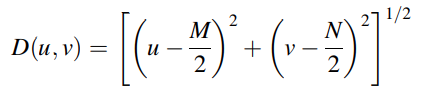 D(u, v) = [(u − M/2)² + (v − N/2)²]^{1/2}